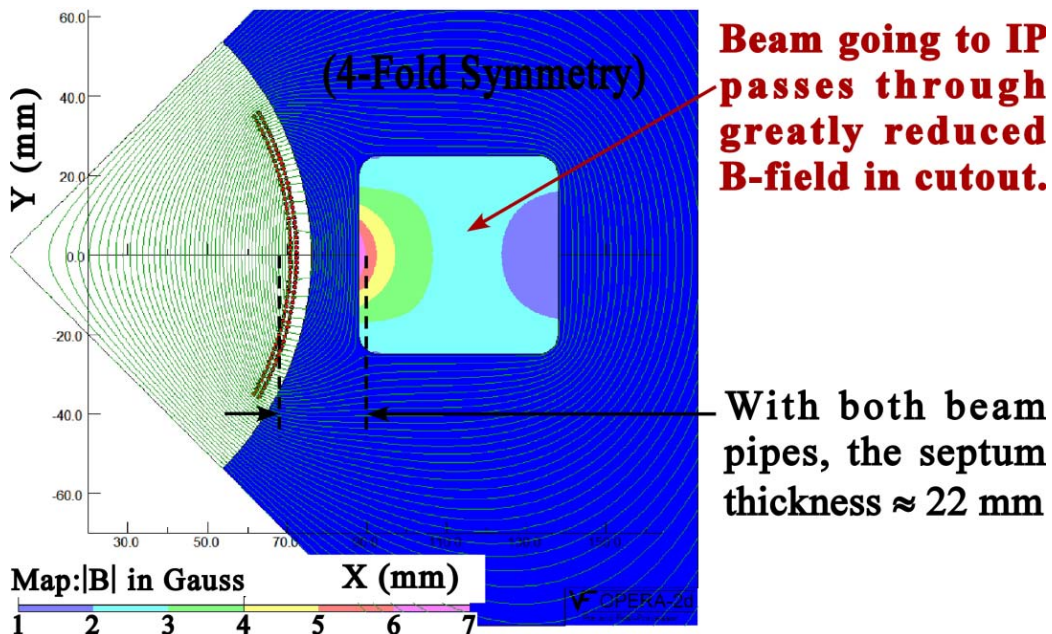 60.0
40.0
20.0
0.0
-20.0
-40.0
-60.0
Y (mm)
(4-Fold Symmetry)
Beam going to IP
passes through
greatly reduced
B-field in cutout.
With both beam
pipes, the septum
thickness ≈ 22 mm
30.0 50.0 70.0
Map:|B| in Gauss
X (mm)
1 2 3 4 5 6 7
OPERA-2d